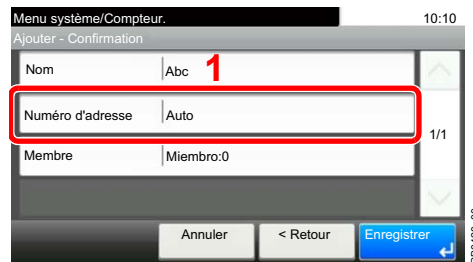 Menu système/Compteur. 10:10
Ajouter - Confirmation
Nom Abc 1
Numéro d'adresse Auto
1/1
Membre Miembro:0
Annuler < Retour Enregistrer